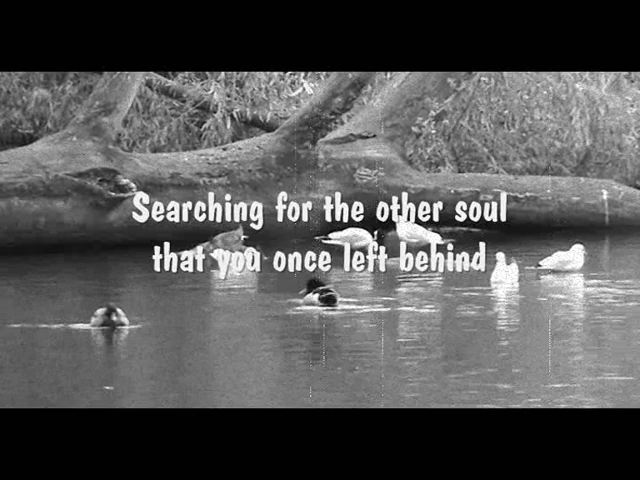 Searching for the other soul
that you once left behind